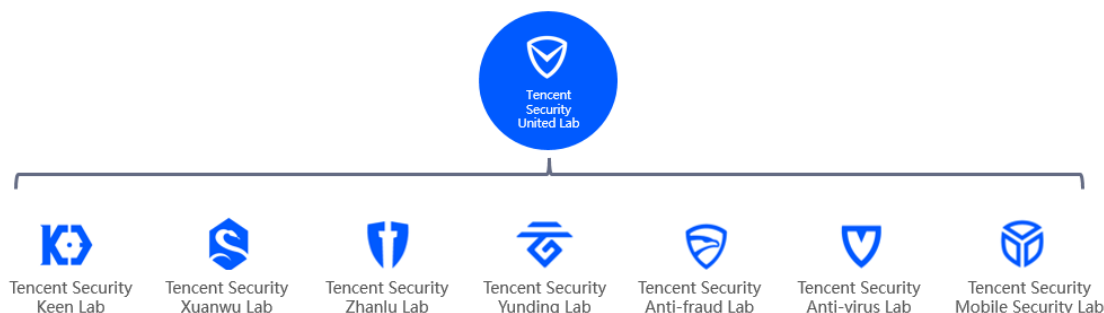 Tencent
Security
United Lab
Tencent Security
Keen Lab
Tencent Security
Xuanwu Lab
Tencent Security
Zhanlu Lab
Tencent Security
Yunding Lab
Tencent Security
Anti-fraud Lab
Tencent Security
Anti-virus Lab
Tencent Security
Mobile Security Lab